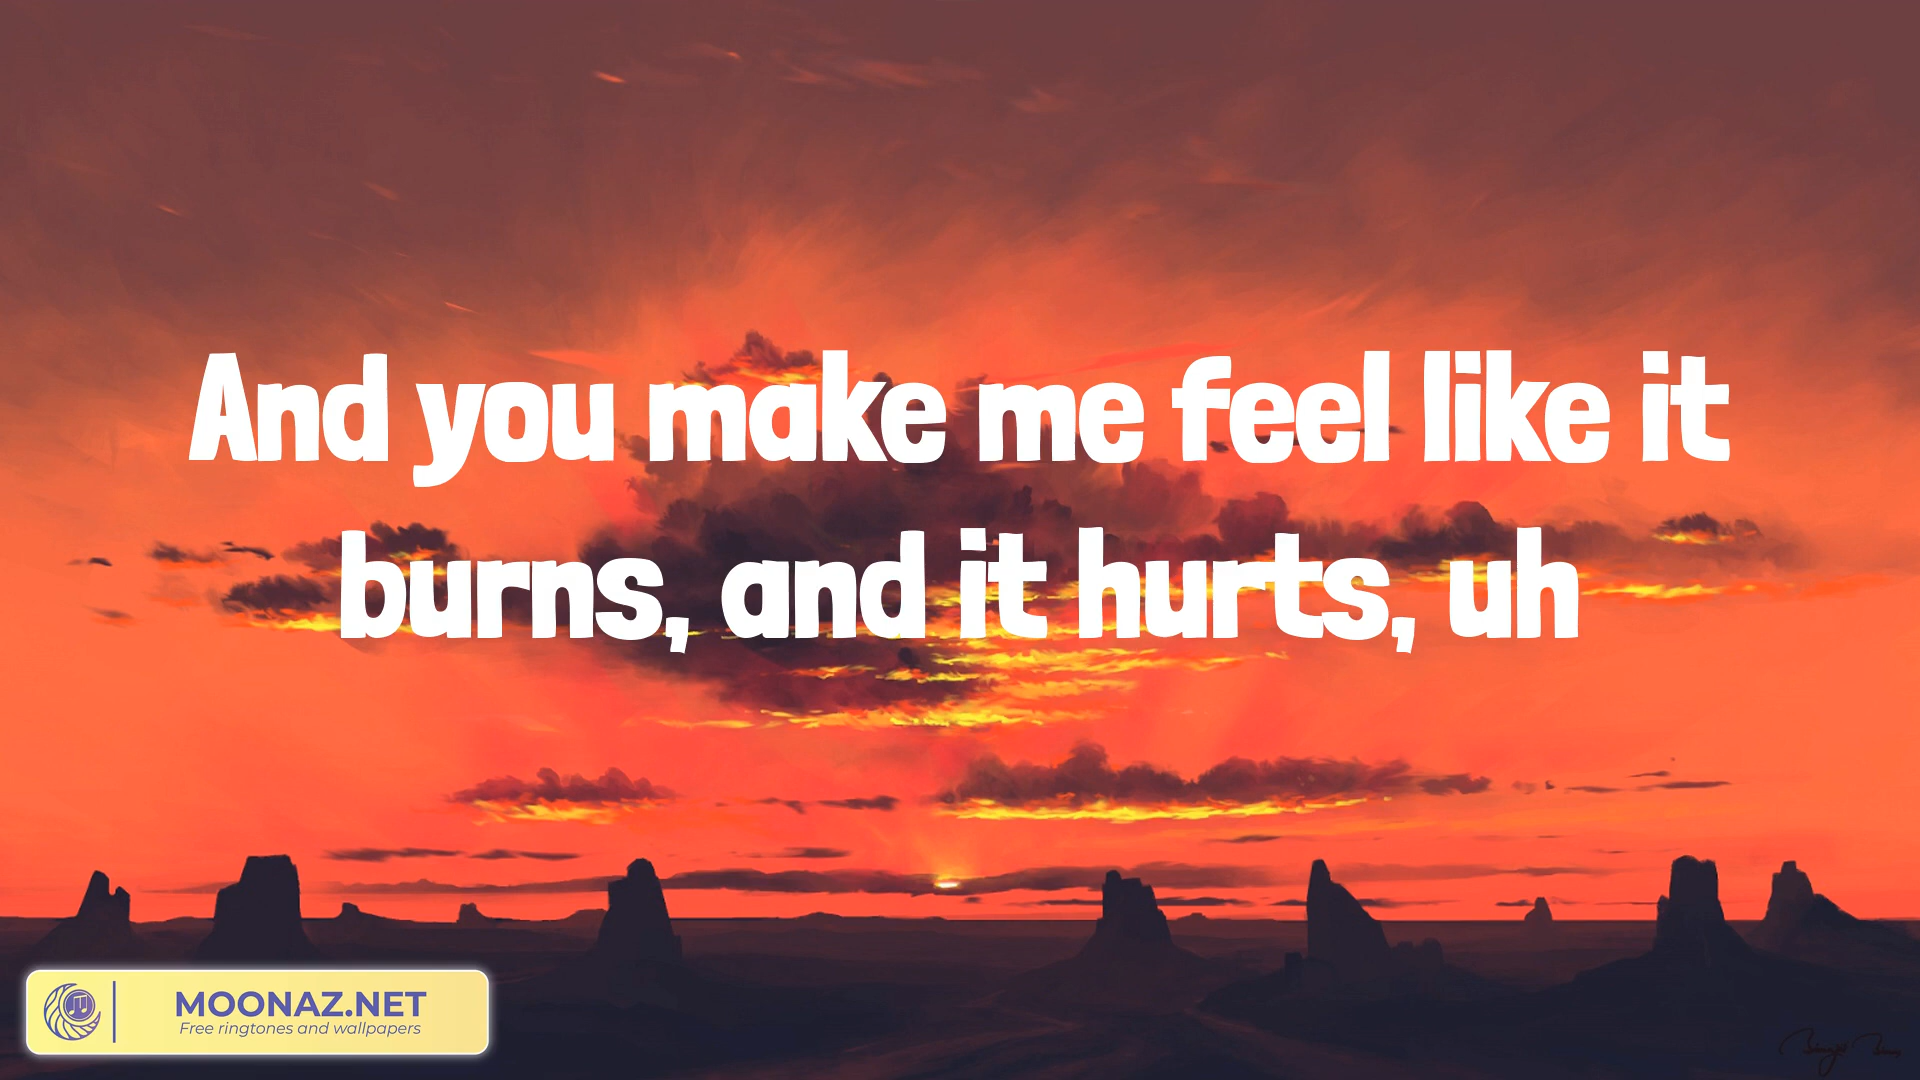 And you make me feel like it
burns, and it hurts, uh
MOONAZ.NET
Free ringtones and wallpapers